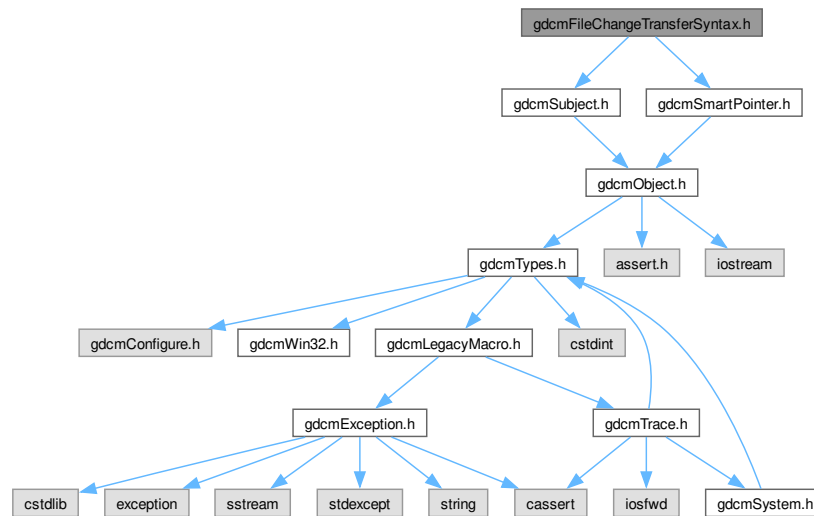 gdcmFileChangeTransferSyntax.h
gdcmSubject.h
gdcmSmartPointer.h
gdcmObject.h
gdcmTypes.h
assert.h
iostream
gdcmConfigure.h
gdcmWin32.h
gdcmLegacyMacro.h
cstdint
gdcmException.h
gdcmTrace.h
cstdlib
exception
sstream
stdexcept
string
cassert
iosfwd
gdcmSystem.h